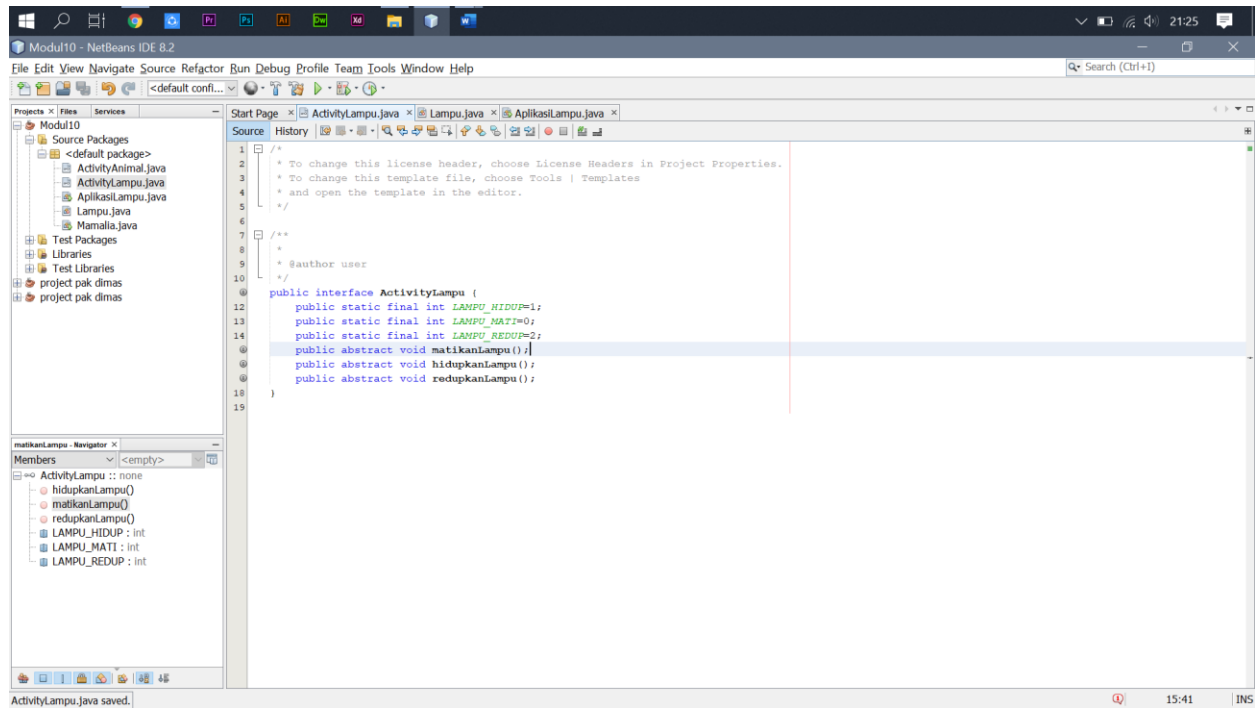 Pr Ps Ai Dw Xd 21:25
Modul10 - NetBeans IDE 8.2
File Edit View Navigate Source Refactor Run Debug Profile Team Tools Window Help
Search (Ctrl+I)
<default confi...
Projects Files Services
Modul10
Source Packages
<default package>
ActivityAnimal.java
ActivityLampu.java
AplikasiLampu.java
Lampu.java
Mamalia.java
Test Packages
Libraries
Test Libraries
project pak dimas
project pak dimas
Start Page ActivityLampu.java Lampu.java AplikasiLampu.java
Source History
1 /*
2 * To change this license header, choose License Headers in Project Properties.
3 * To change this template file, choose Tools | Templates
4 * and open the template in the editor.
5 */
6
7 /**
8 *
9 * @author user
10 */
public interface ActivityLampu {
12 public static final int LAMPU_HIDUP=1;
13 public static final int LAMPU_MATI=0;
14 public static final int LAMPU_REDUP=2;
public abstract void matikanLampu();
public abstract void hidupkanLampu();
public abstract void redupkanLampu();
18 }
19
matikanLampu - Navigator
Members <empty>
ActivityLampu :: none
hidupkanLampu()
matikanLampu()
redupkanLampu()
LAMPU_HIDUP : int
LAMPU_MATI : int
LAMPU_REDUP : int
ActivityLampu.java saved.
15:41 INS